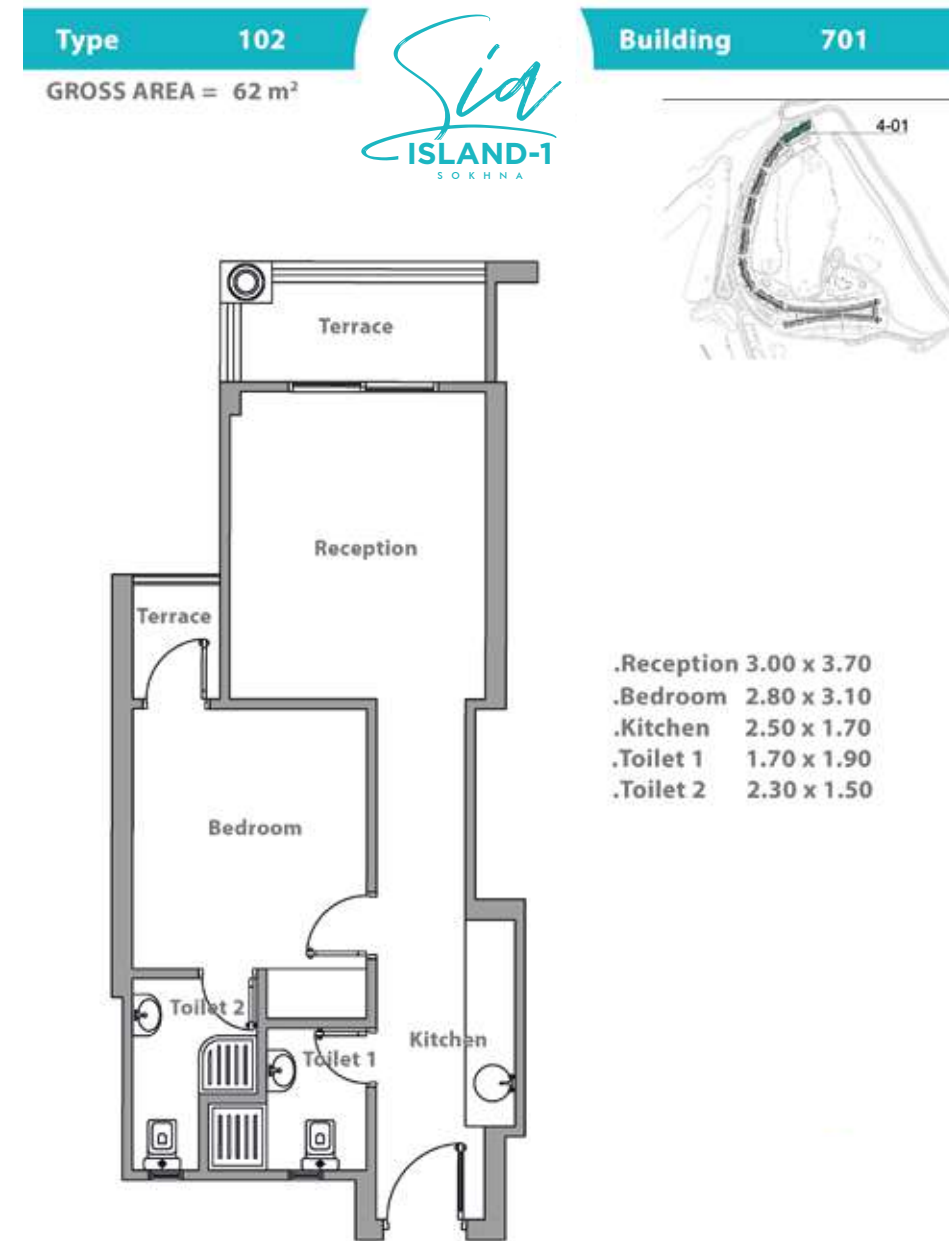 Type 102
Building 701
GROSS AREA = 62 m²
Sia
ISLAND-1
SOKHNA
4-01
Terrace
Reception
Terrace
.Reception 3.00 x 3.70
.Bedroom 2.80 x 3.10
.Kitchen 2.50 x 1.70
.Toilet 1 1.70 x 1.90
.Toilet 2 2.30 x 1.50
Bedroom
Toilet 2
Kitchen
Toilet 1